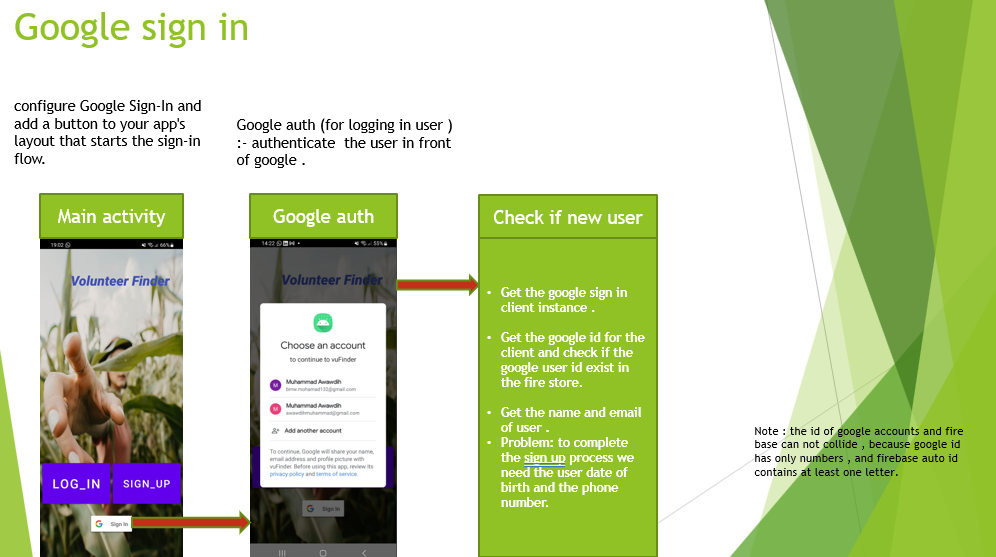 Google sign in
configure Google Sign-In and
add a button to your app's
layout that starts the sign-in
flow.
Google auth (for logging in user )
:- authenticate the user in front
of google .
Main activity
19:02 66%
Volunteer Finder
LOG_IN SIGN_UP
G Sign In
Google auth
14:22 55%
Volunteer Finder
Choose an account
to continue to vuFinder
M Muhammad Awawdih
bmw.mohamad133@gmail.com
M Muhammad Awawdih
awawdihmuhammad@gmail.com
Add another account
To continue, Google will share your name,
email address and profile picture with
vuFinder. Before using this app, review its
privacy policy and terms of service.
G Sign In
Check if new user
• Get the google sign in
client instance .
• Get the google id for the
client and check if the
google user id exist in
the fire store.
• Get the name and email
of user .
• Problem: to complete
the sign up process we
need the user date of
birth and the phone
number.
Note : the id of google accounts and fire
base can not collide , because google id
has only numbers , and firebase auto id
contains at least one letter.